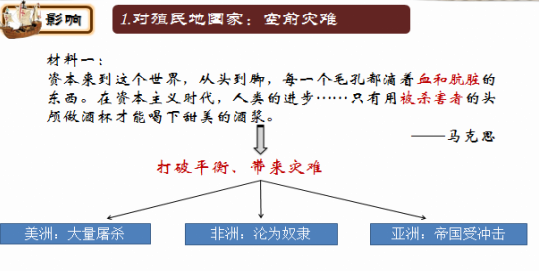 影响
1.对殖民地国家：空前灾难
材料一：
资本来到这个世界，从头到脚，每一个毛孔都滴着血和肮脏的
东西。在资本主义时代，人类的进步……只有用被杀害者的头
颅做酒杯才能喝下甜美的酒浆。
——马克思
打破平衡、带来灾难
美洲：大量屠杀
非洲：沦为奴隶
亚洲：帝国受冲击